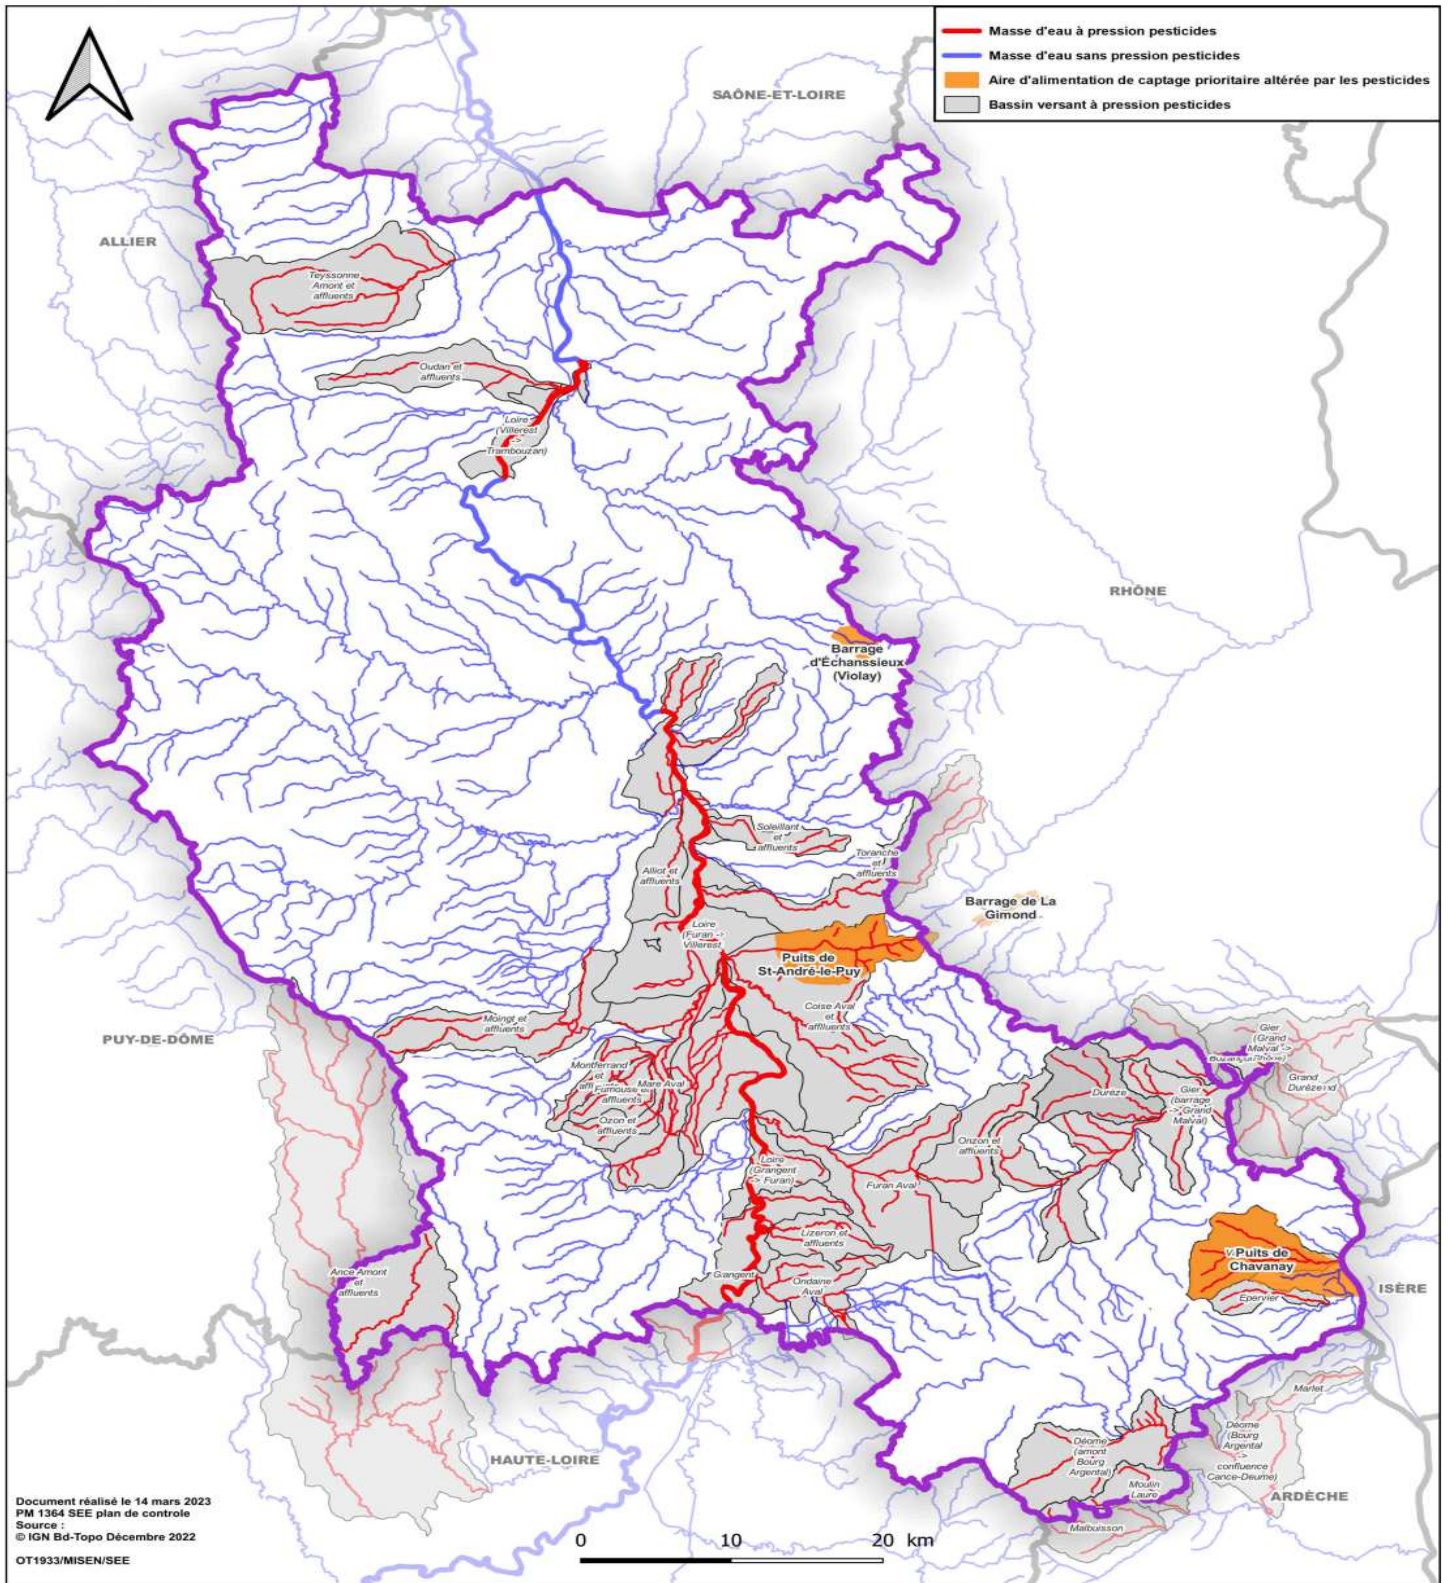 Masse d'eau à pression pesticides
Masse d'eau sans pression pesticides
Aire d'alimentation de captage prioritaire altérée par les pesticides
Bassin versant à pression pesticides
SAÔNE-ET-LOIRE
ALLIER
Teyssonne
Amont et
affluents
Oudan et
affluents
Loire
(Villerest
->
Trambouzan)
RHÔNE
Barrage
d'Échanssieux
(Violay)
Soleillant
et
affluents
Toranche
et
affluents
Alliot et
affluents
Barrage de La
Gimond
Loire
(Furan ->
Villerest
Puits de
St-André-le-Puy
Coise Aval
et
affluents
Moingt et
affluents
PUY-DE-DÔME
Gier
(Grand
Malval ->
Grand
Durèze
Montferrand
et
Mare Aval
Fumouse et
affluents
Ozon et
affluents
Durèze
Gier
(barrage
-> Grand
Malval)
Onzon et
affluents
Loire
(Grangent
-> Furan)
Furan Aval
Lizeron et
affluents
Puits de
Chavanay
Ance Amont
et
affluents
Grangent
Ondaine
Aval
Epervier
ISÈRE
Marlet
Déome
(Bourg
Argental
->
confluence
Cance-Deume)
Déome
(amont
Bourg
Argental)
Moulin
Laure
HAUTE-LOIRE
ARDÈCHE
Malbuisson
Document réalisé le 14 mars 2023
PM 1364 SEE plan de controle
Source :
© IGN Bd-Topo Décembre 2022
OT1933/MISEN/SEE
0 10 20 km